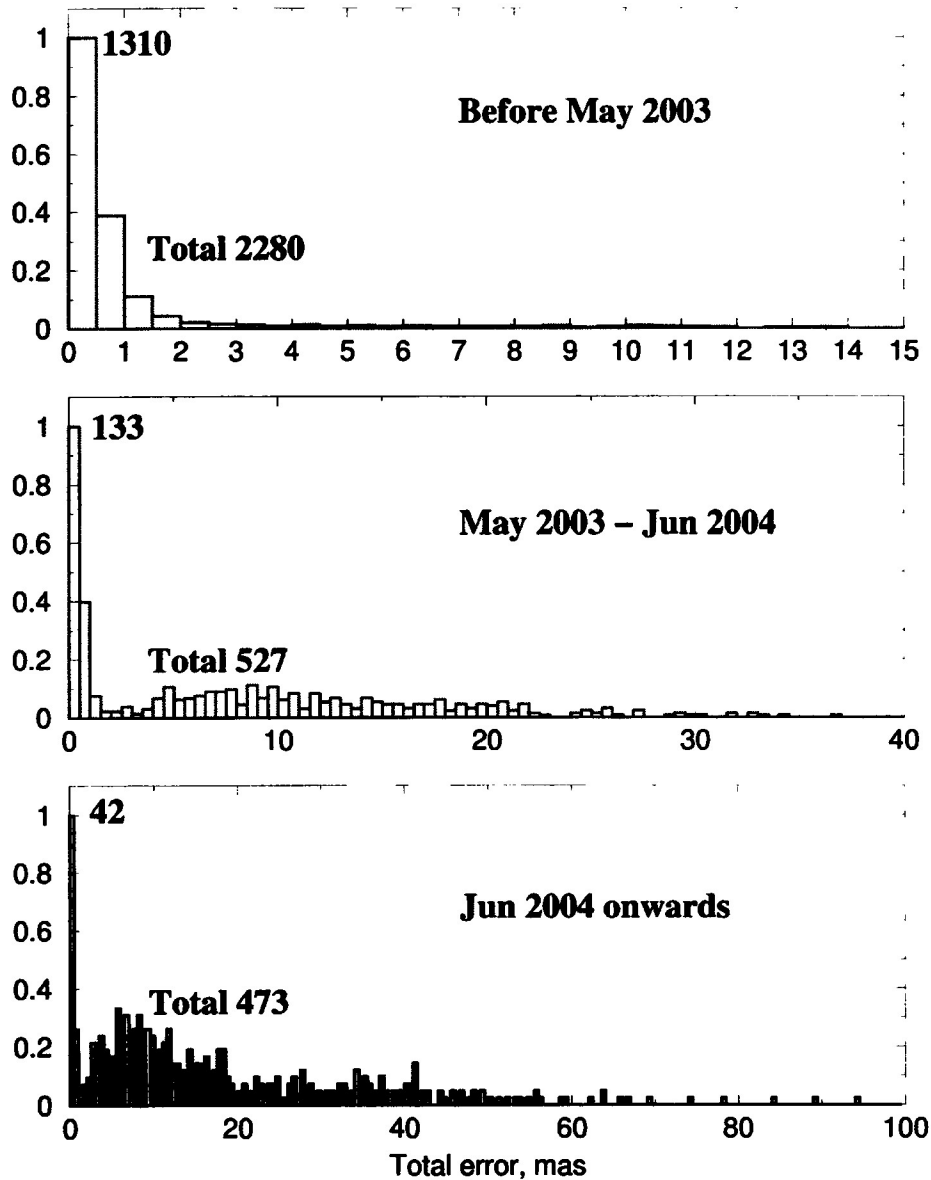 1 1310
0.8 Before May 2003
0.6
0.4
Total 2280
0.2
0
0 1 2 3 4 5 6 7 8 9 10 11 12 13 14 15
1 133
0.8
May 2003 – Jun 2004
0.6
0.4
Total 527
0.2
0
0 10 20 30 40
1 42
0.8
Jun 2004 onwards
0.6
0.4
Total 473
0.2
0
0 20 40 60 80 100
Total error, mas